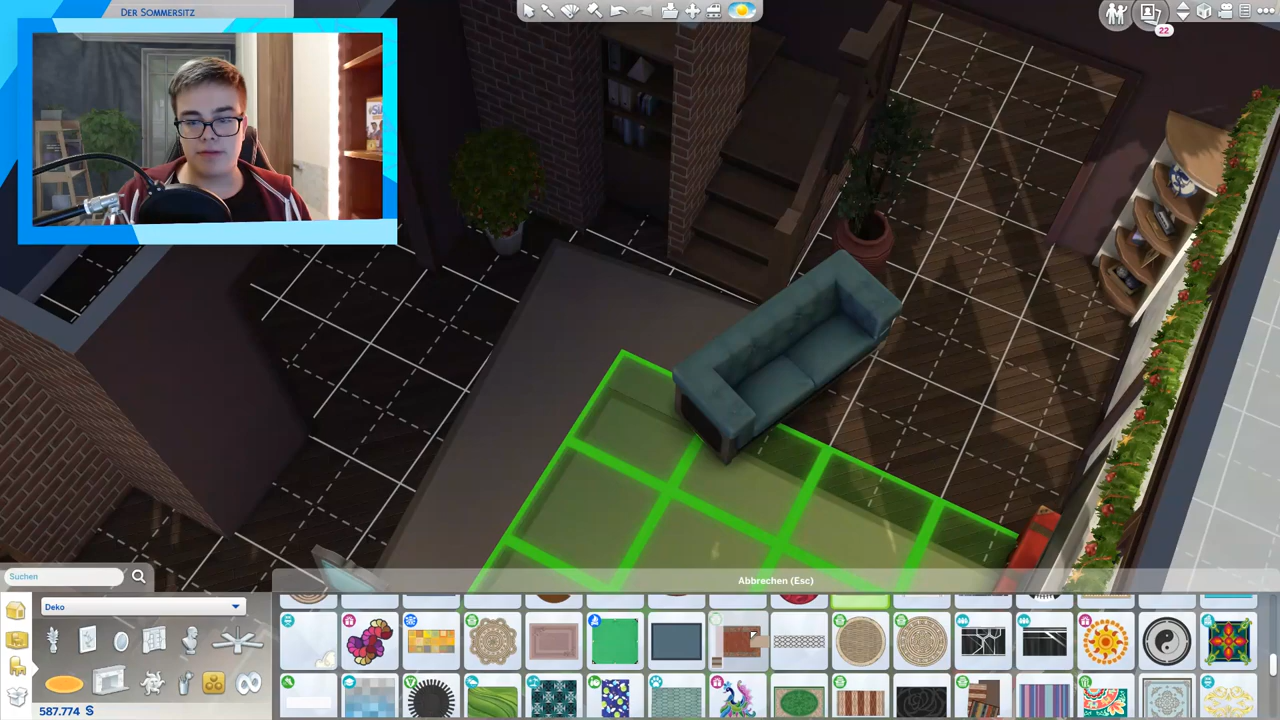 DER SOMMERSITZ
22
Abbrechen (Esc)
Suchen
Deko
587.774 $